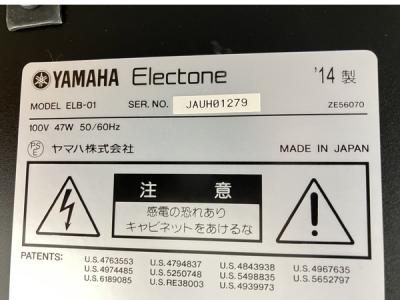 YAMAHA Electone '14 製
MODEL ELB-01 SER. NO. JAUH01279 ZE56070
100V 47W 50/60Hz
PS E ヤマハ株式会社 MADE IN JAPAN
注 意
感電の恐れあり
キャビネットをあけるな
PATENTS:
U.S.4763553 U.S.4794837 U.S.4843938 U.S.4967635
U.S.4974485 U.S.5250748 U.S.5498835 U.S.5652797
U.S.6189085 U.S.RE38003 U.S.4939973